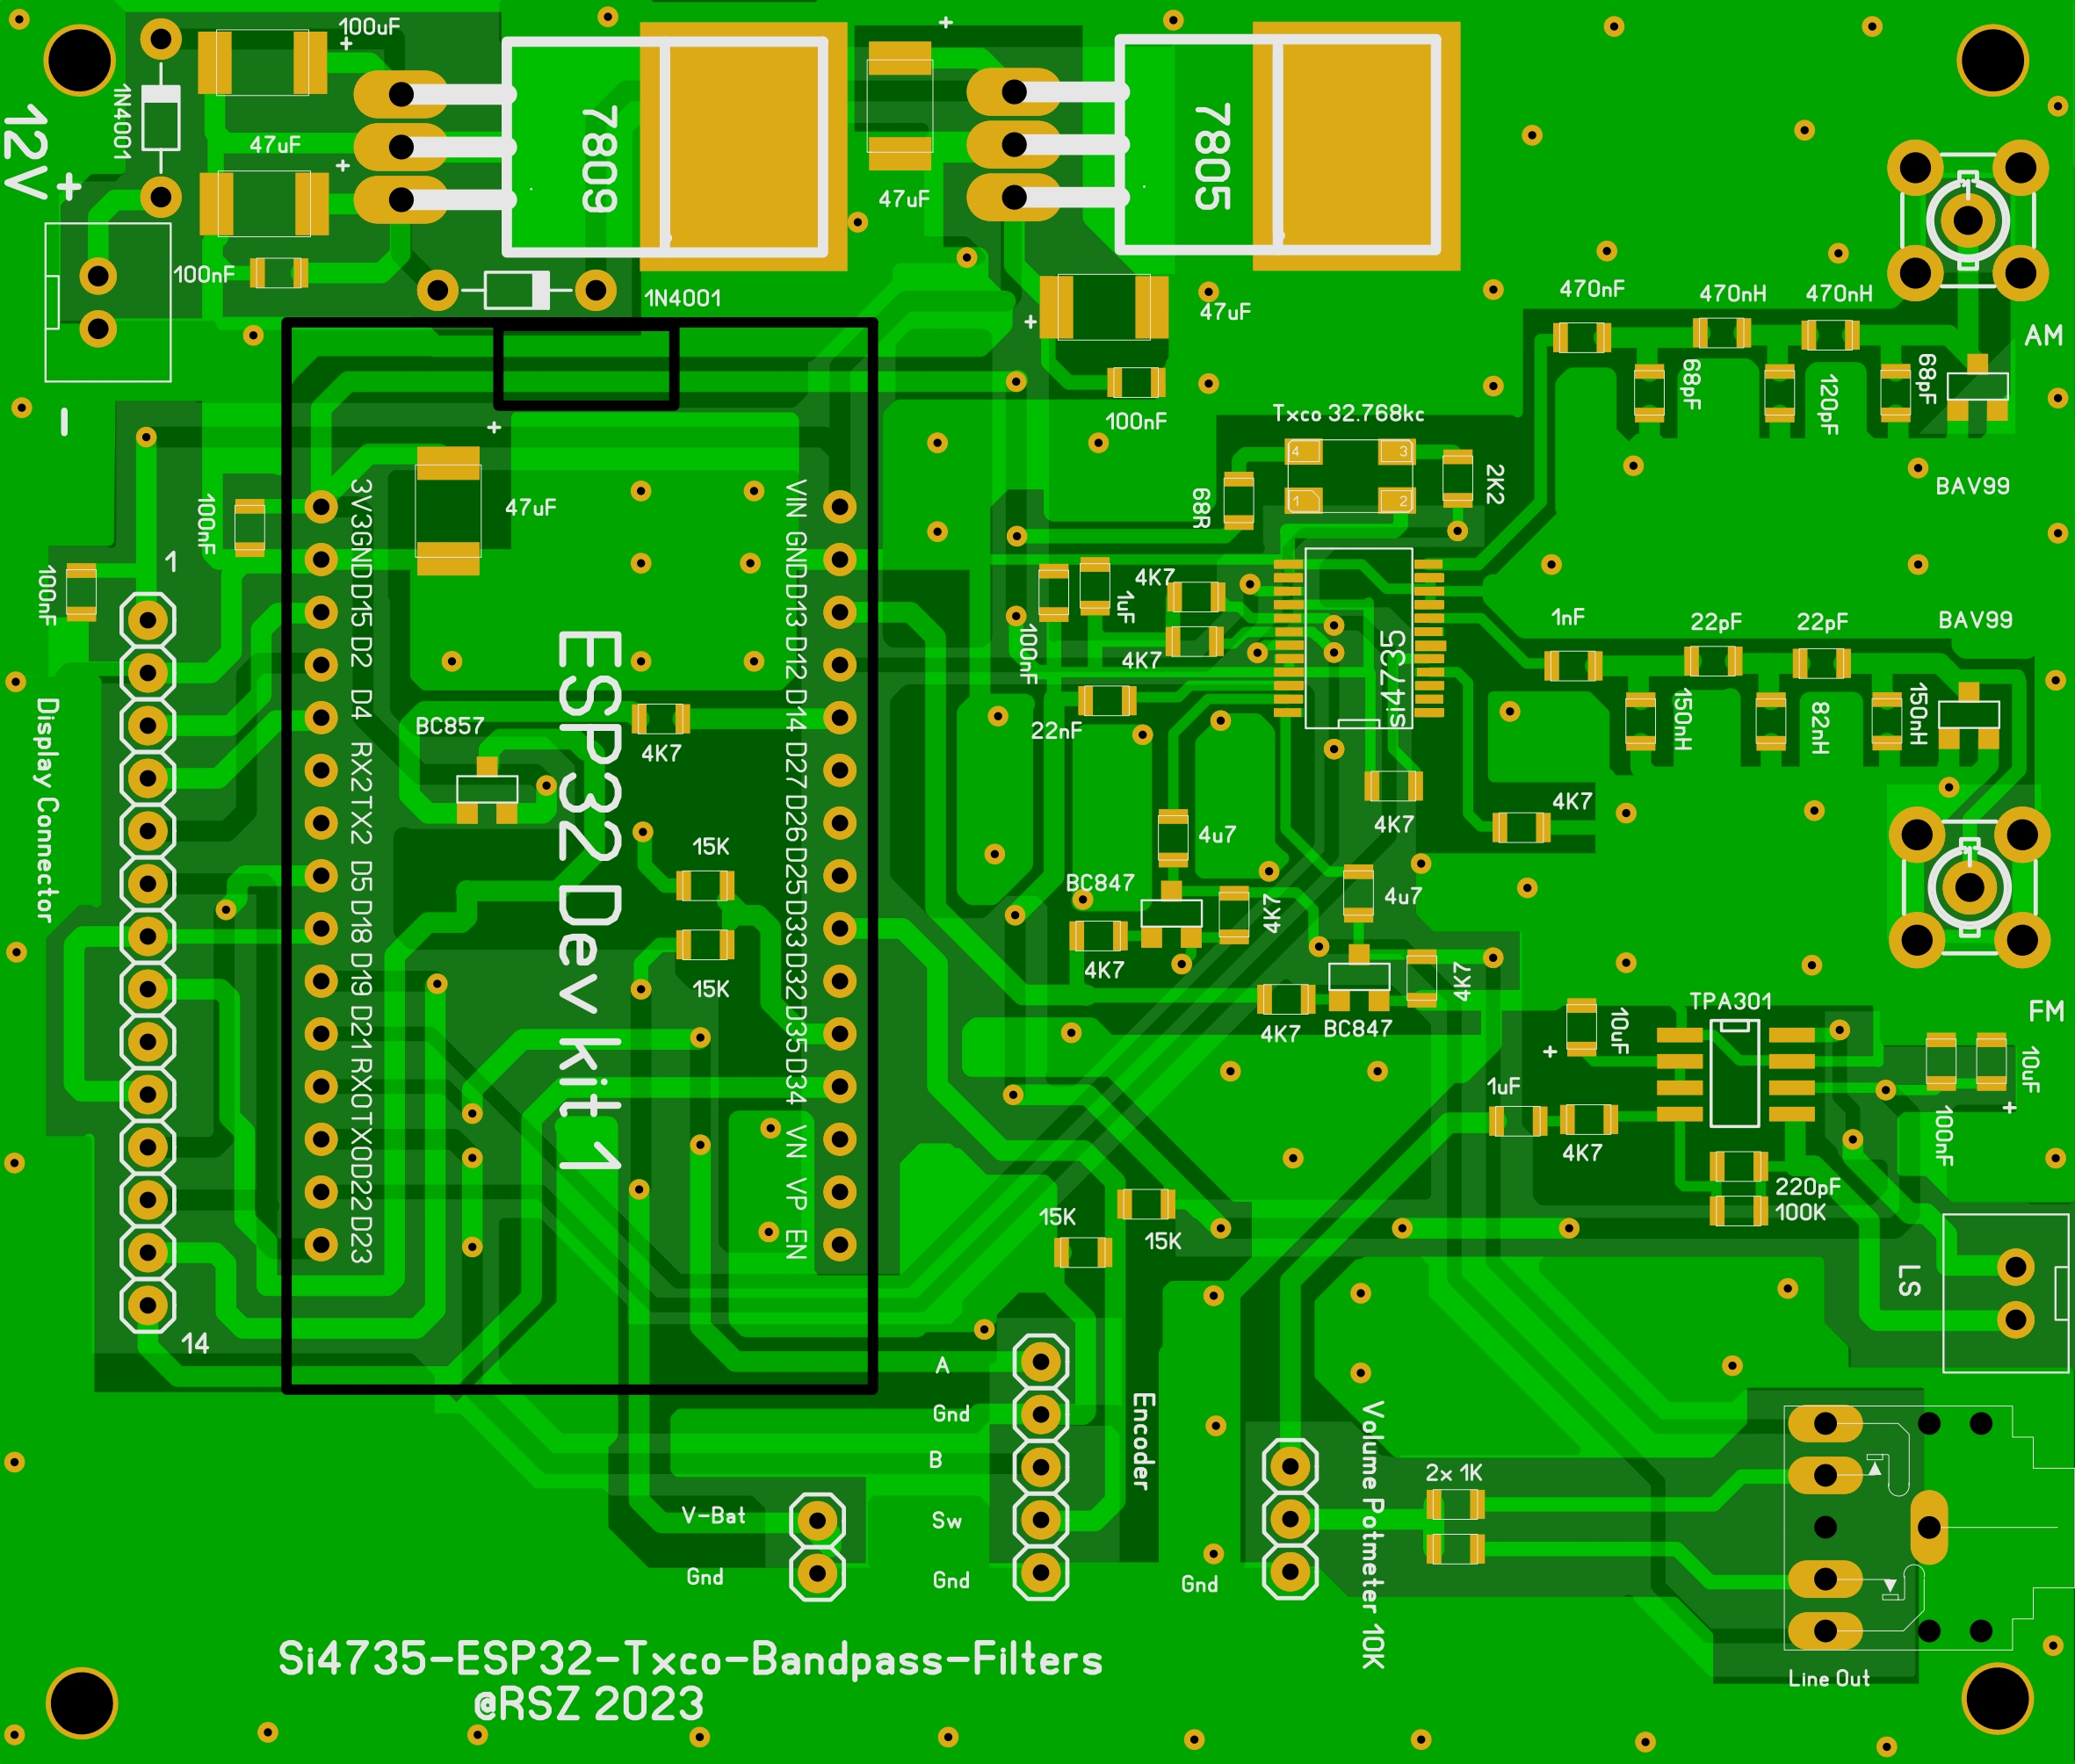 100uF
+
1N4001
12V
+
47uF
+
100nF
7809
1N4001
+
47uF
7805
+
47uF
100nF
AM
470nF
470nH
470nH
68pF
120pF
68pF
BAV99
Txco 32.768kc
4
3
1
2
68R
2K2
+
47uF
100nF
100nF
1
Display Connector
14
3V3
GND
D15
D2
D4
RX2
TX2
D5
D18
D19
D21
RX0
TX0
D22
D23
VIN
GND
D13
D12
D14
D27
D26
D25
D33
D32
D35
D34
VN
VP
EN
ESP32 Dev kit 1
BC857
4K7
15K
15K
100nF
1uF
4K7
4K7
22nF
si4735
4K7
4K7
1nF
22pF
22pF
BAV99
150nH
82nH
150nH
1
1
FM
4u7
BC847
4K7
4K7
4u7
4K7
4K7
BC847
TPA301
10uF
+
1uF
4K7
10uF
+
100nF
220pF
100K
LS
15K
15K
A
Gnd
B
Sw
Gnd
Encoder
V-Bat
Gnd
Gnd
Volume Potmeter 10K
2x 1K
Line Out
Si4735-ESP32-Txco-Bandpass-Filters
@RSZ 2023